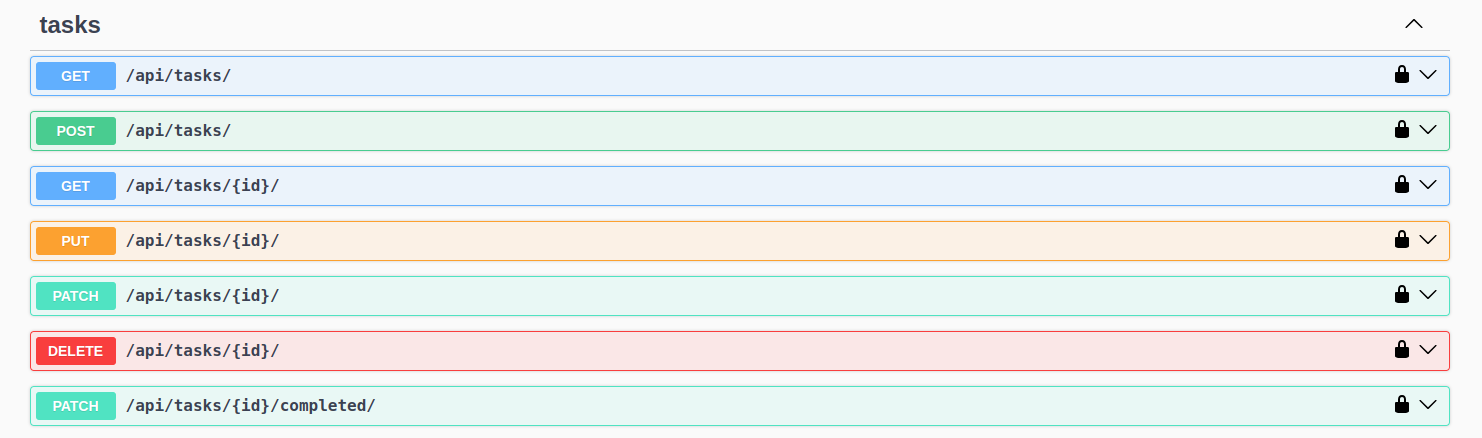 tasks
GET /api/tasks/
POST /api/tasks/
GET /api/tasks/{id}/
PUT /api/tasks/{id}/
PATCH /api/tasks/{id}/
DELETE /api/tasks/{id}/
PATCH /api/tasks/{id}/completed/